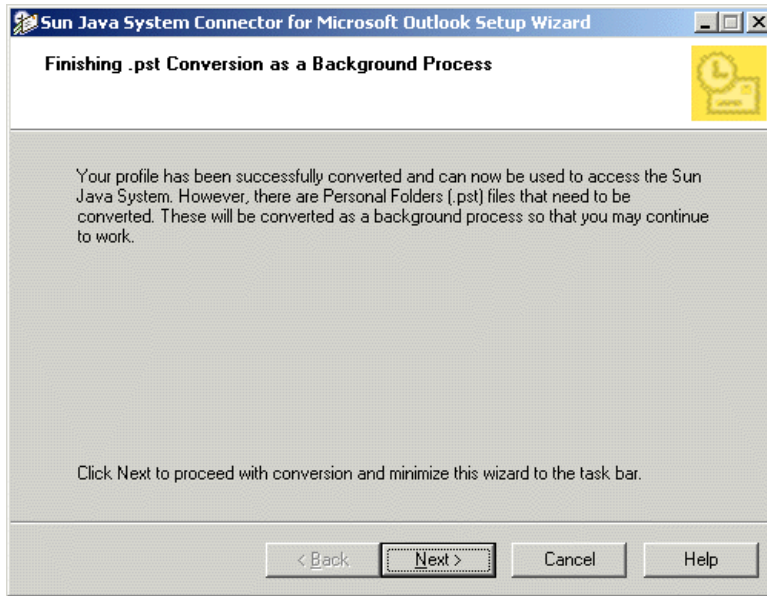 Sun Java System Connector for Microsoft Outlook Setup Wizard
Finishing .pst Conversion as a Background Process
Your profile has been successfully converted and can now be used to access the Sun
Java System. However, there are Personal Folders (.pst) files that need to be
converted. These will be converted as a background process so that you may continue
to work.
Click Next to proceed with conversion and minimize this wizard to the task bar.
< Back Next > Cancel Help